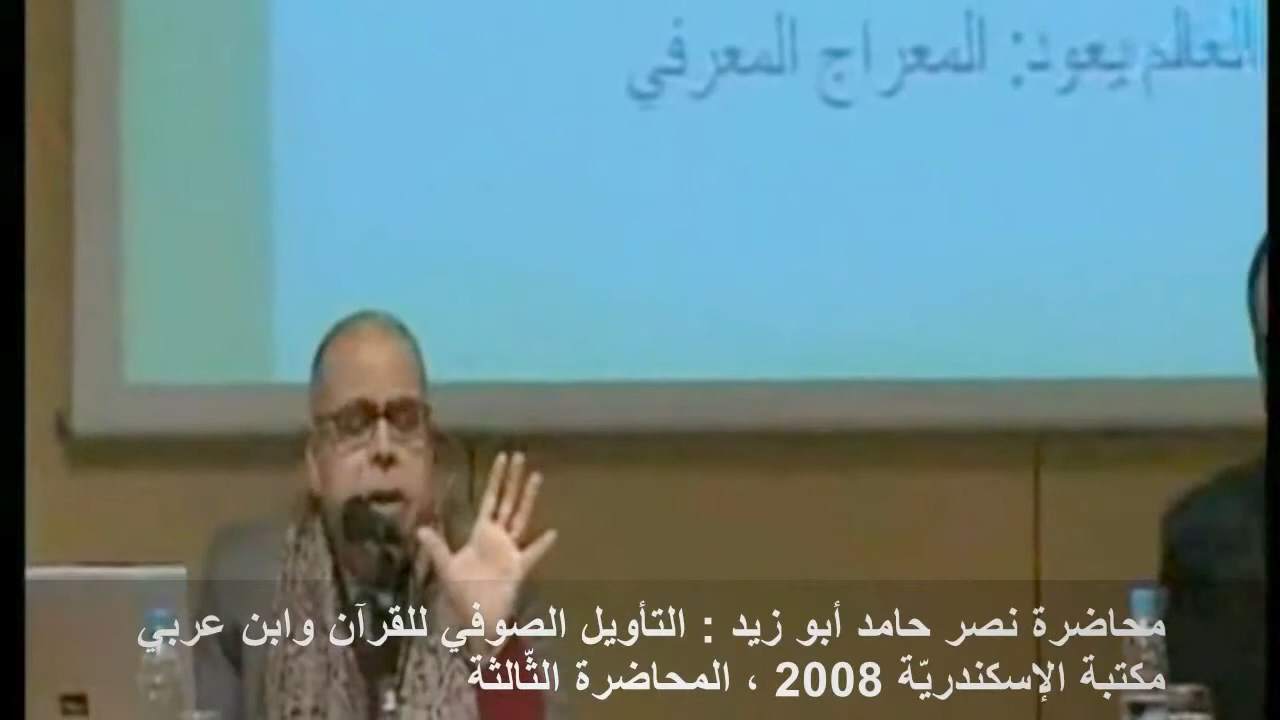 العالم يعود: المعراج المعرفي
محاضرة نصر حامد أبو زيد : التأويل الصوفي للقرآن وابن عربي
مكتبة الإسكندريّة 2008 ، المحاضرة الثّالثة